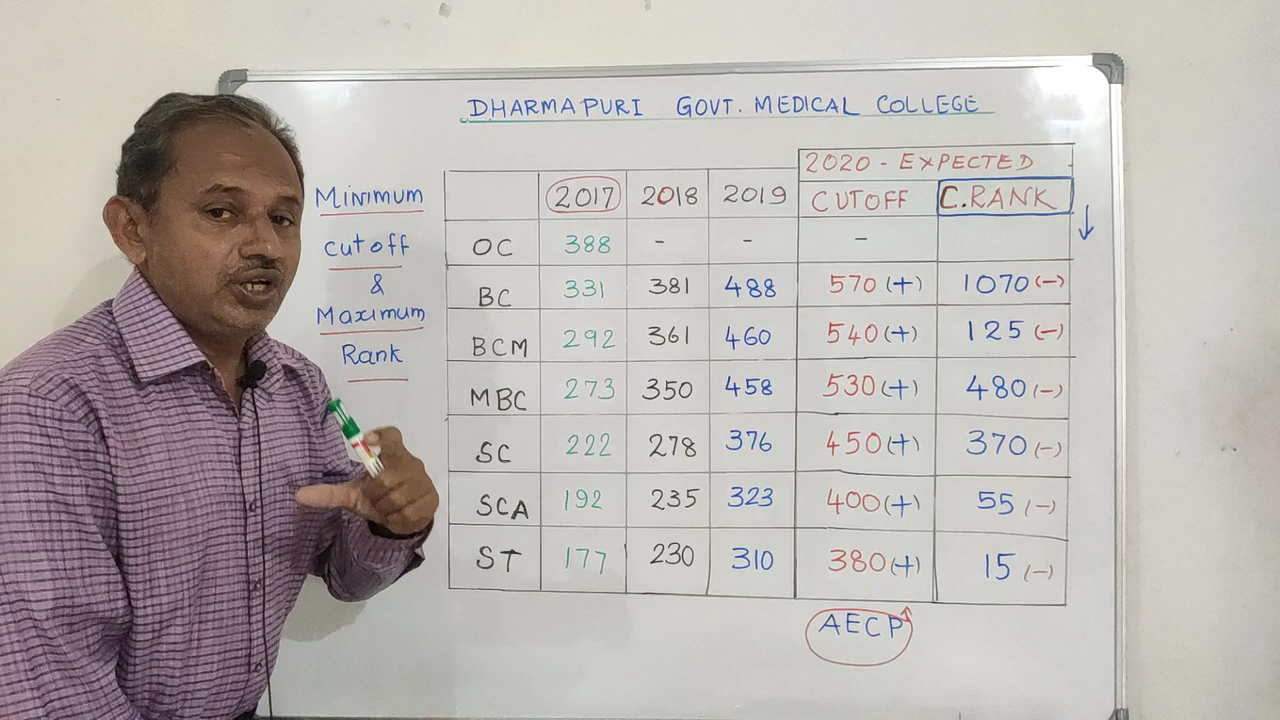 DHARMAPURI GOVT. MEDICAL COLLEGE
Minimum
cutoff
&
Maximum
Rank
2020 - EXPECTED
2017 2018 2019 CUTOFF C.RANK
OC 388 - - -
BC 331 381 488 570 (+) 1070 (-)
BCM 292 361 460 540 (+) 125 (-)
MBC 273 350 458 530 (+) 480 (-)
SC 222 278 376 450 (+) 370 (-)
SCA 192 235 323 400 (+) 55 (-)
ST 177 230 310 380 (+) 15 (-)
AECP